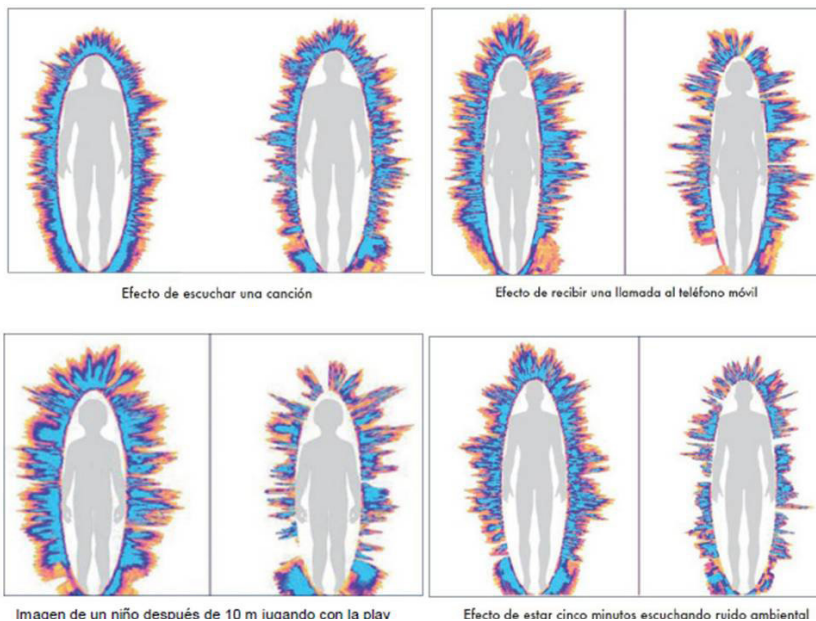 Efecto de escuchar una canción
Efecto de recibir una llamada al teléfono móvil
Imagen de un niño después de 10 m jugando con la play
Efecto de estar cinco minutos escuchando ruido ambiental